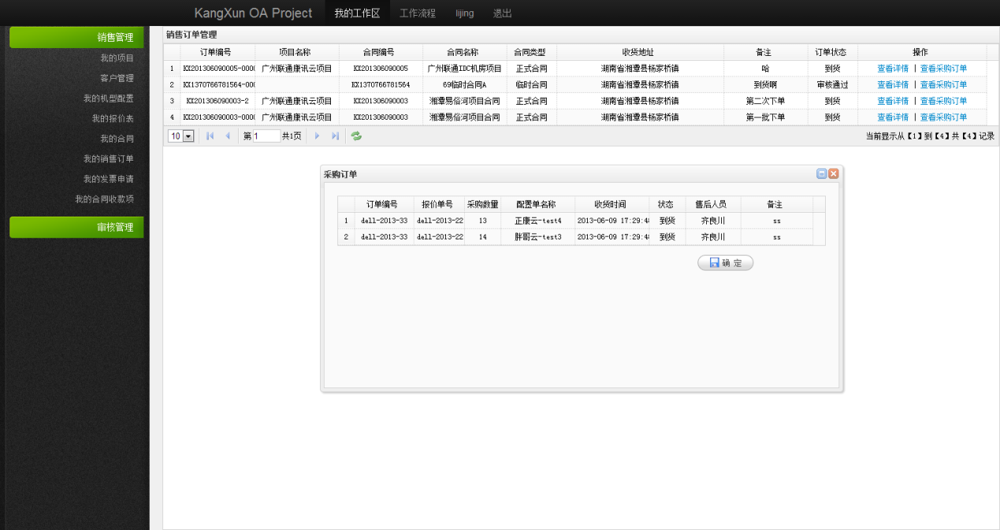 KangXun OA Project 我的工作区 工作流程 lijing 退出
销售管理
我的项目
客户管理
我的机型配置
我的报价表
我的合同
我的销售订单
我的发票申请
我的合同收款项
审核管理
销售订单管理
订单编号 项目名称 合同编号 合同名称 合同类型 收货地址 备注 订单状态 操作
1 KX201306090005-000 广州联通康讯云项目 KX201306090005 广州联通IDC机房项目 正式合同 湖南省湘潭县杨家桥镇 哈 到货 查看详情 | 查看采购订单
2 KX1370766781564-00 KX1370766781564 69临时合同A 临时合同 湖南省湘潭县杨家桥镇 到货啊 审核通过 查看详情 | 查看采购订单
3 KX201306090003-2 广州联通康讯云项目 KX201306090003 湘潭易俗河项目合同 正式合同 湖南省湘潭县杨家桥镇 第二次下单 到货 查看详情 | 查看采购订单
4 KX201306090003-000 广州联通康讯云项目 KX201306090003 湘潭易俗河项目合同 正式合同 湖南省湘潭县杨家桥镇 第一批下单 到货 查看详情 | 查看采购订单
10 第 1 共1页 当前显示从【1】到【4】共【4】记录
采购订单
订单编号 报价单号 采购数量 配置单名称 收货时间 状态 售后人员 备注
1 dell-2013-33 dell-2013-22 13 正康云-test4 2013-06-09 17:29:4 到货 齐良川 ss
2 dell-2013-33 dell-2013-22 14 胖哥云-test3 2013-06-09 17:29:4 到货 齐良川 ss
确 定